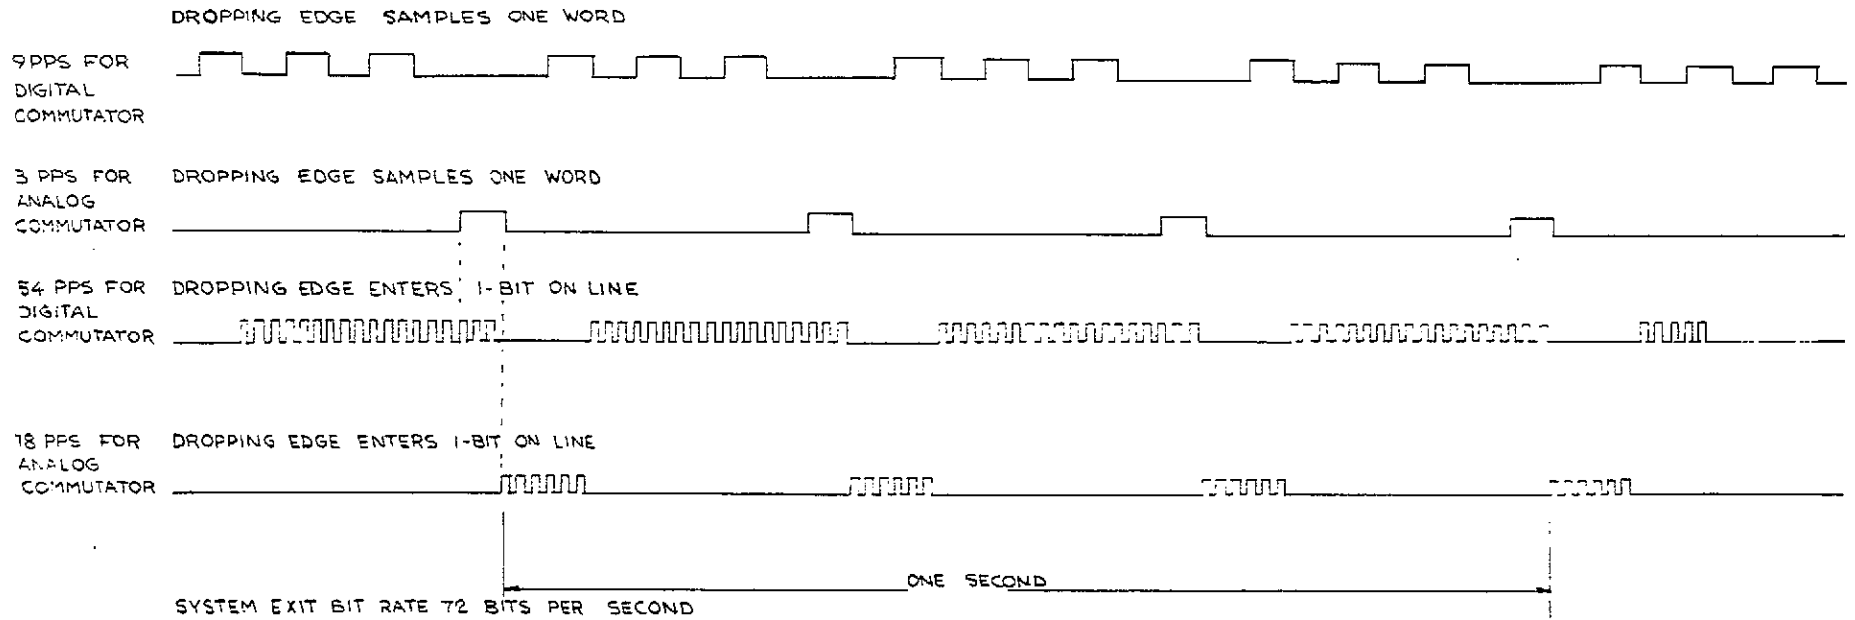 DROPPING EDGE SAMPLES ONE WORD
9 PPS FOR
DIGITAL
COMMUTATOR
3 PPS FOR
ANALOG
COMMUTATOR
DROPPING EDGE SAMPLES ONE WORD
54 PPS FOR
DIGITAL
COMMUTATOR
DROPPING EDGE ENTERS 1-BIT ON LINE
18 PPS FOR
ANALOG
COMMUTATOR
DROPPING EDGE ENTERS 1-BIT ON LINE
ONE SECOND
SYSTEM EXIT BIT RATE 72 BITS PER SECOND